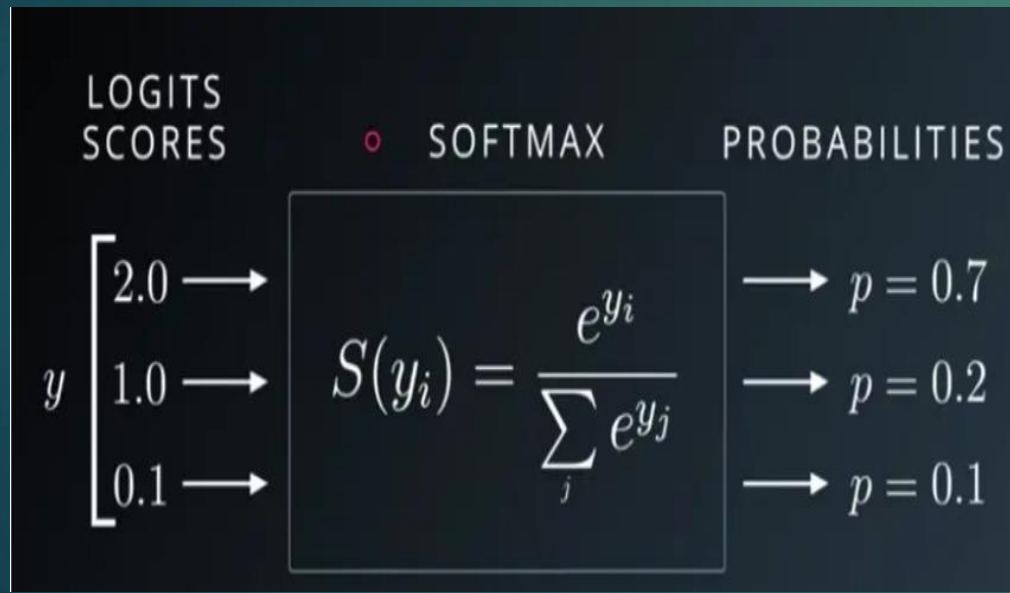 LOGITS
SCORES
SOFTMAX
PROBABILITIES
y
2.0
1.0
0.1
S(y_i) = e^{y_i} / \sum_j e^{y_j}
p = 0.7
p = 0.2
p = 0.1